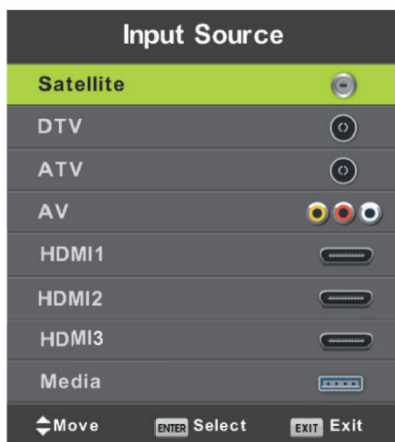 Input Source
Satellite
DTV
ATV
AV
HDMI1
HDMI2
HDMI3
Media
Move ENTER Select EXIT Exit